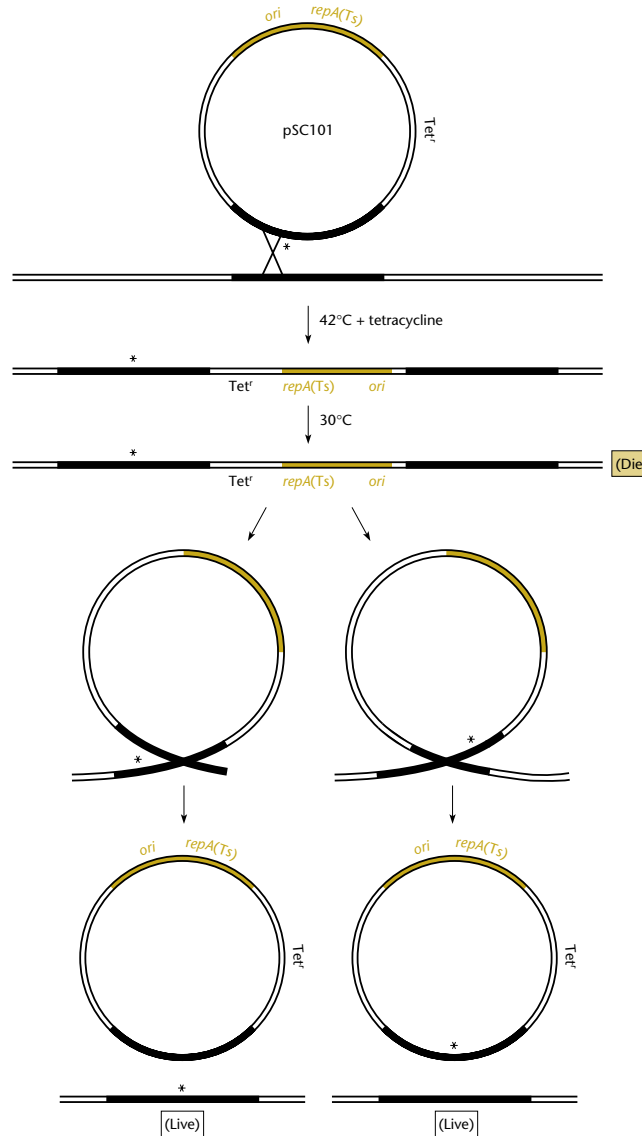 ori repA(Ts)
Tetʳ
pSC101
*
42°C + tetracycline
*
Tetʳ repA(Ts) ori
30°C
*
(Die
Tetʳ repA(Ts) ori
* *
ori repA(Ts) ori repA(Ts)
Tetʳ Tetʳ
*
*
(Live) (Live)